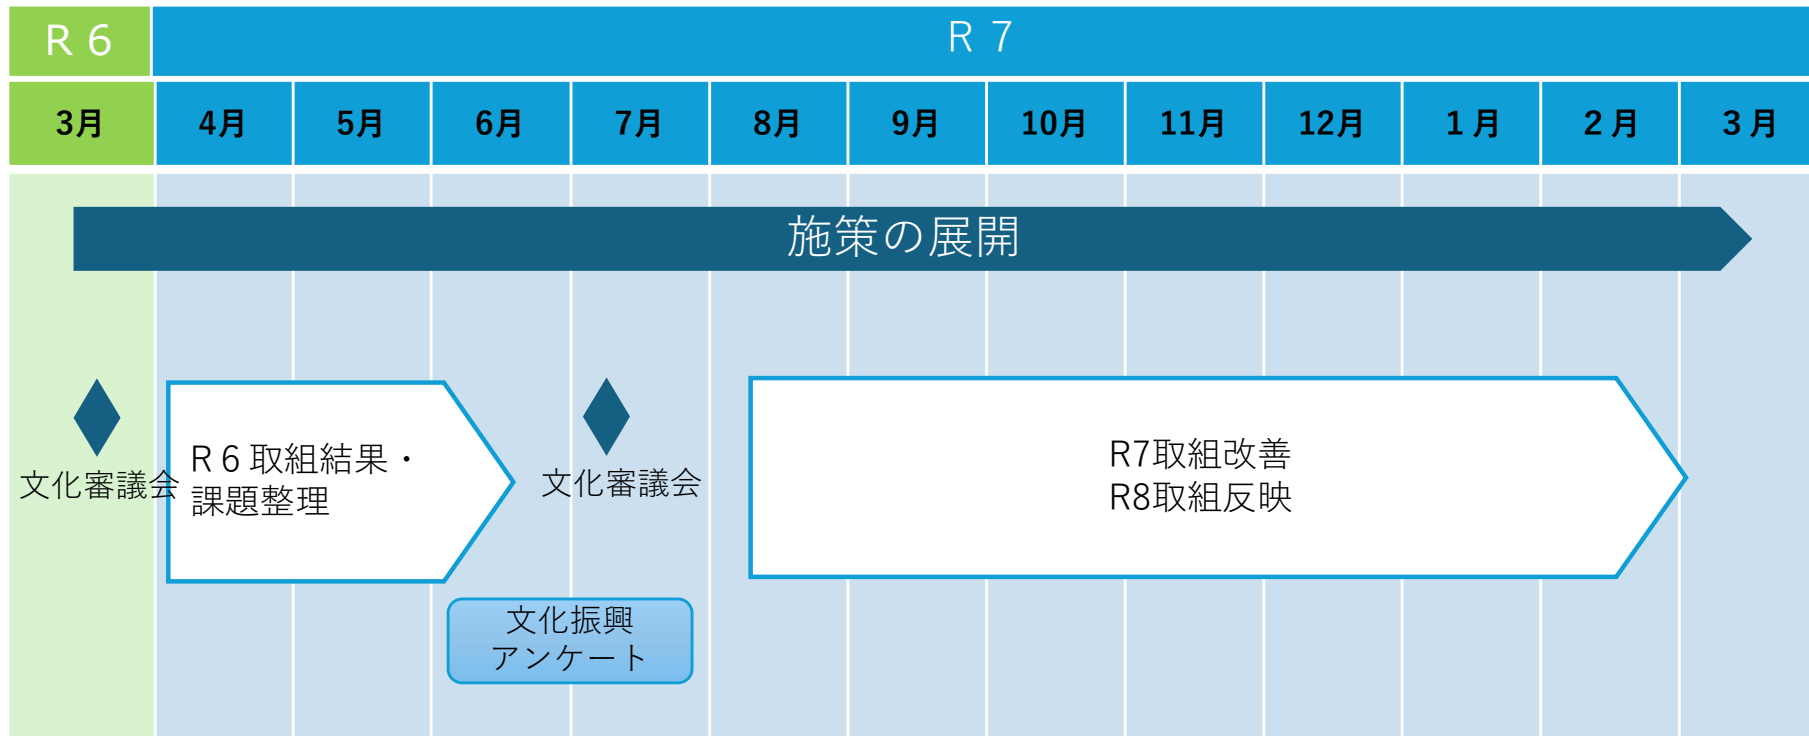 R 6
R 7
3月
4月
5月
6月
7月
8月
9月
10月
11月
12月
1月
2月
3月
施策の展開
文化審議会
R 6 取組結果・
課題整理
文化審議会
R7取組改善
R8取組反映
文化振興
アンケート